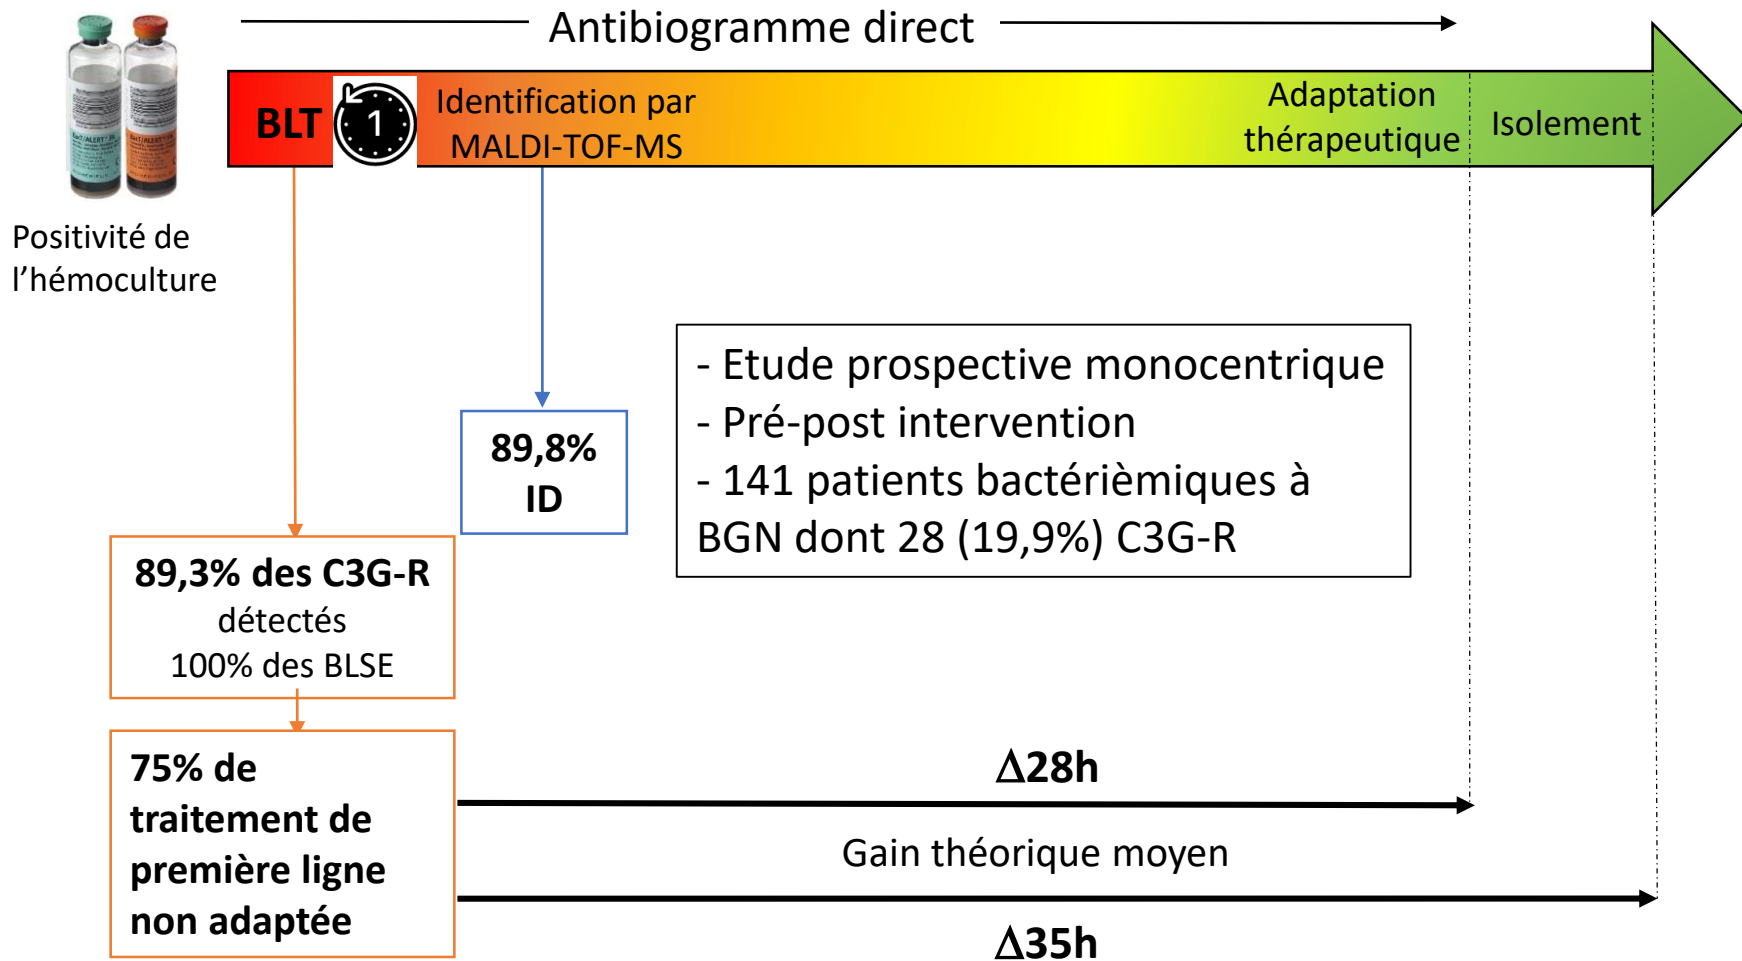 Antibiogramme direct
BLT
1
Identification par
MALDI-TOF-MS
Adaptation
thérapeutique
Isolement
Positivité de
l'hémoculture
- Etude prospective monocentrique
- Pré-post intervention
- 141 patients bactérièmiques à
BGN dont 28 (19,9%) C3G-R
89,8%
ID
89,3% des C3G-R
détectés
100% des BLSE
75% de
traitement de
première ligne
non adaptée
Δ28h
Gain théorique moyen
Δ35h